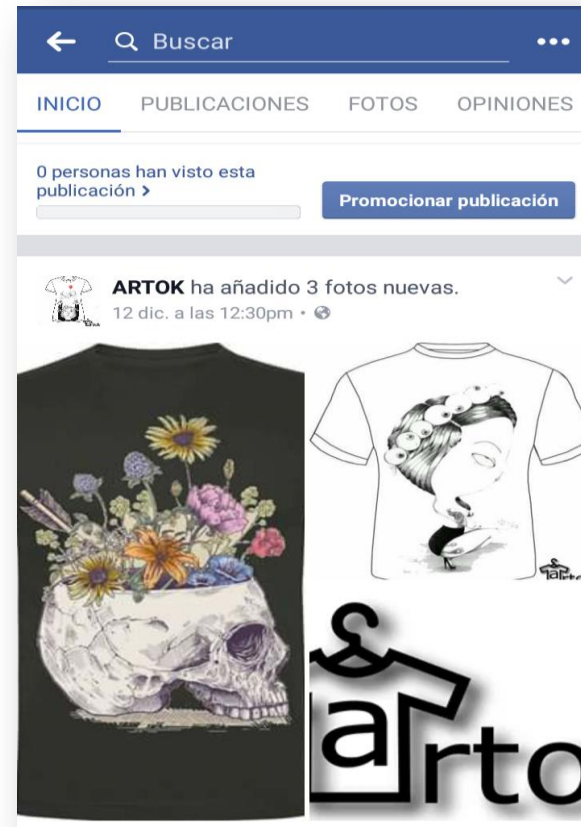 Buscar
INICIO PUBLICACIONES FOTOS OPINIONES
0 personas han visto esta
publicación >
Promocionar publicación
ARTOK ha añadido 3 fotos nuevas.
12 dic. a las 12:30pm •
arto